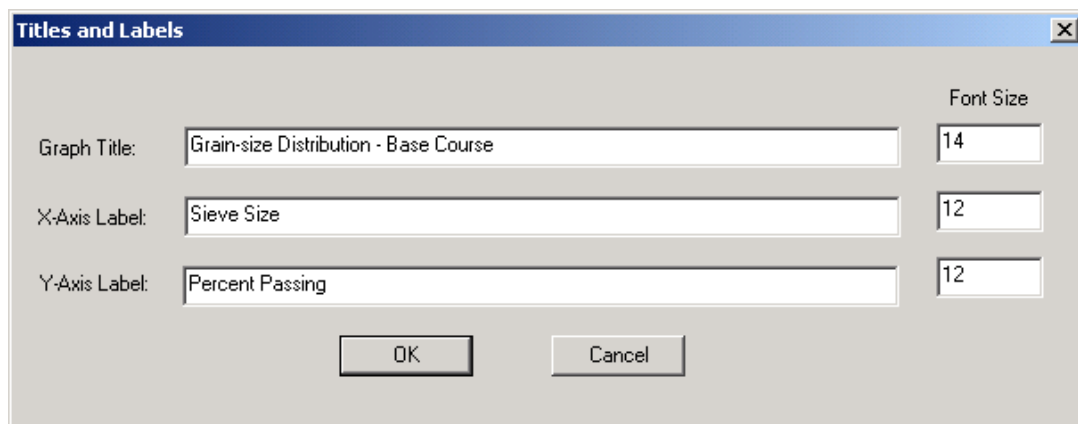 Titles and Labels
Font Size
Graph Title: Grain-size Distribution - Base Course 14
X-Axis Label: Sieve Size 12
Y-Axis Label: Percent Passing 12
OK Cancel